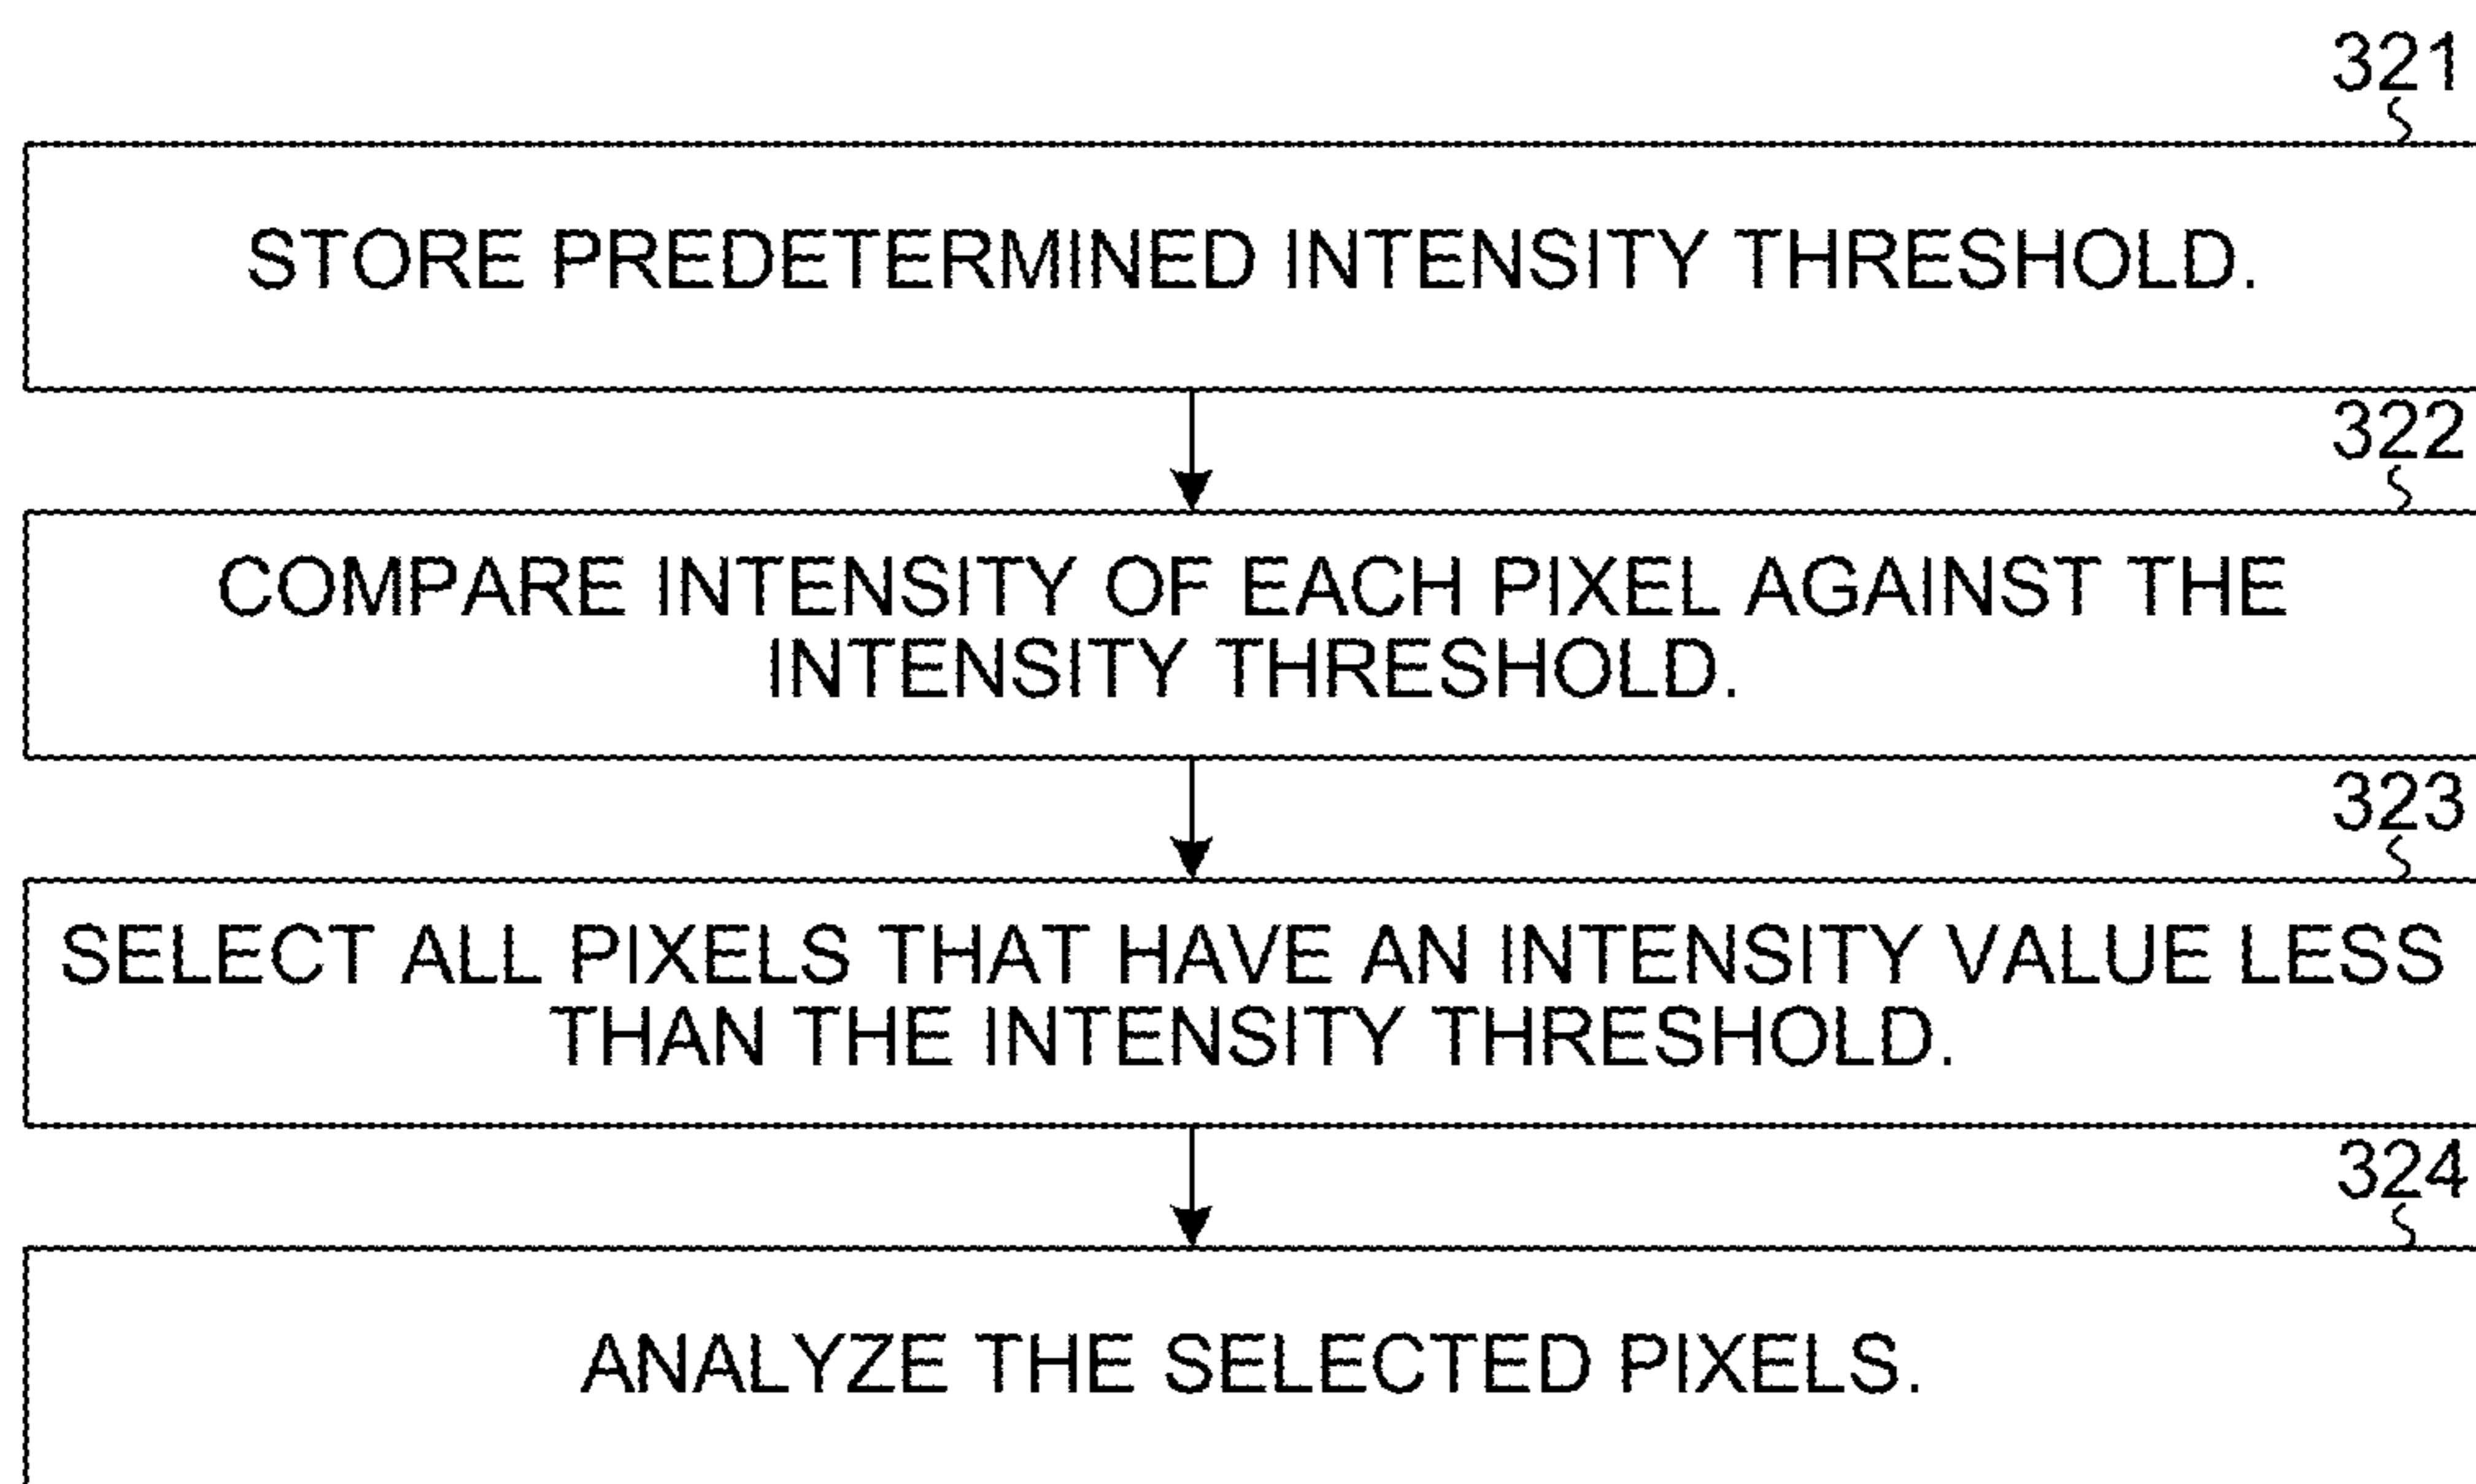 321
STORE PREDETERMINED INTENSITY THRESHOLD.
322
COMPARE INTENSITY OF EACH PIXEL AGAINST THE
INTENSITY THRESHOLD.
323
SELECT ALL PIXELS THAT HAVE AN INTENSITY VALUE LESS
THAN THE INTENSITY THRESHOLD.
324
ANALYZE THE SELECTED PIXELS.